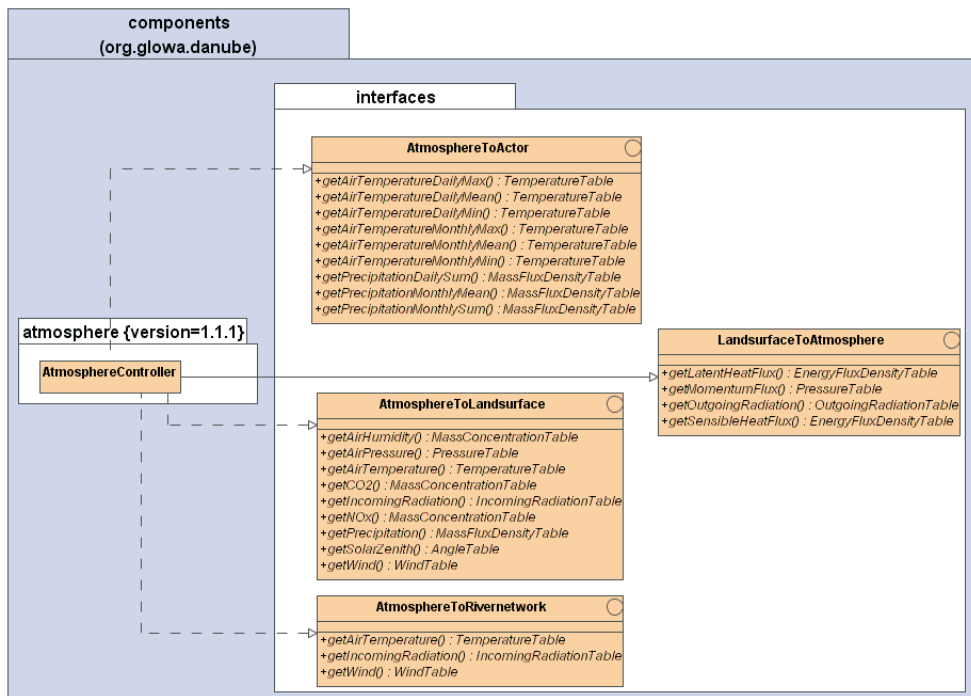 components
(org.glowa.danube)
interfaces
AtmosphereToActor
+getAirTemperatureDailyMax() : TemperatureTable
+getAirTemperatureDailyMean() : TemperatureTable
+getAirTemperatureDailyMin() : TemperatureTable
+getAirTemperatureMonthlyMax() : TemperatureTable
+getAirTemperatureMonthlyMean() : TemperatureTable
+getAirTemperatureMonthlyMin() : TemperatureTable
+getPrecipitationDailySum() : MassFluxDensityTable
+getPrecipitationMonthlyMean() : MassFluxDensityTable
+getPrecipitationMonthlySum() : MassFluxDensityTable
atmosphere {version=1.1.1}
AtmosphereController
LandsurfaceToAtmosphere
+getLatentHeatFlux() : EnergyFluxDensityTable
+getMomentumFlux() : PressureTable
+getOutgoingRadiation() : OutgoingRadiationTable
+getSensibleHeatFlux() : EnergyFluxDensityTable
AtmosphereToLandsurface
+getAirHumidity() : MassConcentrationTable
+getAirPressure() : PressureTable
+getAirTemperature() : TemperatureTable
+getCO2() : MassConcentrationTable
+getIncomingRadiation() : IncomingRadiationTable
+getNOx() : MassConcentrationTable
+getPrecipitation() : MassFluxDensityTable
+getSolarZenith() : AngleTable
+getWind() : WindTable
AtmosphereToRivernetwork
+getAirTemperature() : TemperatureTable
+getIncomingRadiation() : IncomingRadiationTable
+getWind() : WindTable